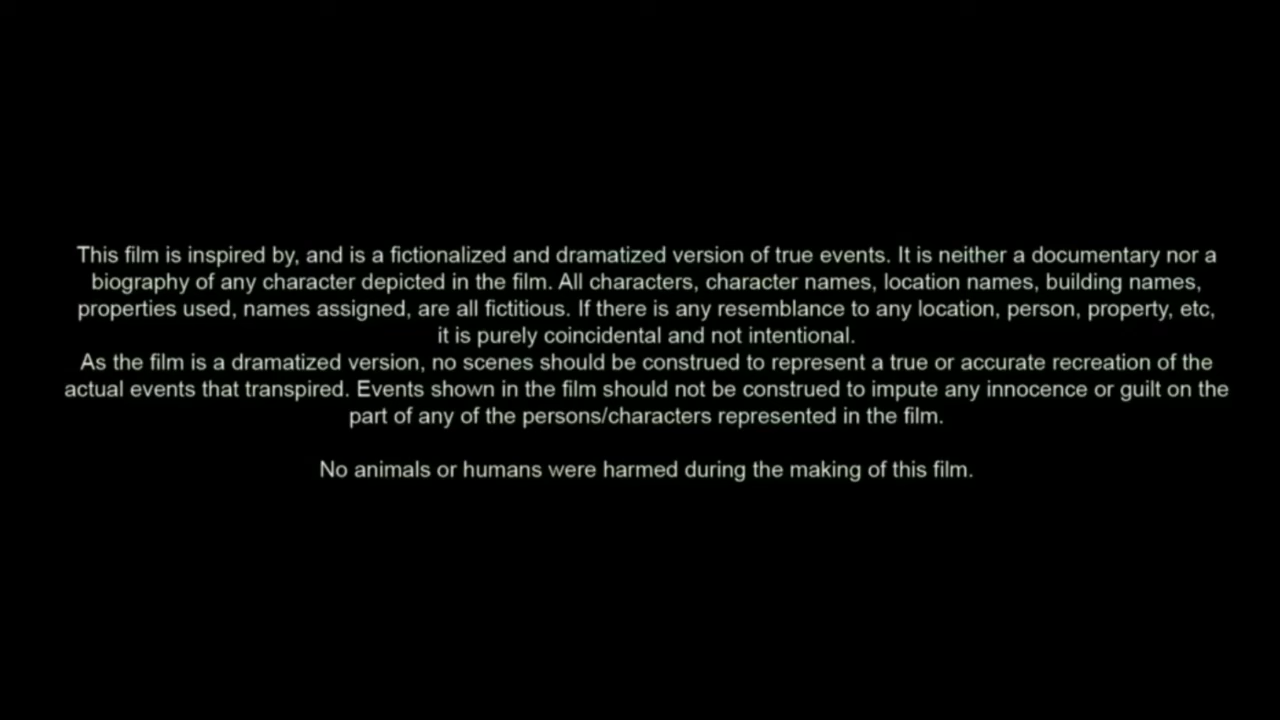 This film is inspired by, and is a fictionalized and dramatized version of true events. It is neither a documentary nor a
biography of any character depicted in the film. All characters, character names, location names, building names,
properties used, names assigned, are all fictitious. If there is any resemblance to any location, person, property, etc,
it is purely coincidental and not intentional.
As the film is a dramatized version, no scenes should be construed to represent a true or accurate recreation of the
actual events that transpired. Events shown in the film should not be construed to impute any innocence or guilt on the
part of any of the persons/characters represented in the film.
No animals or humans were harmed during the making of this film.